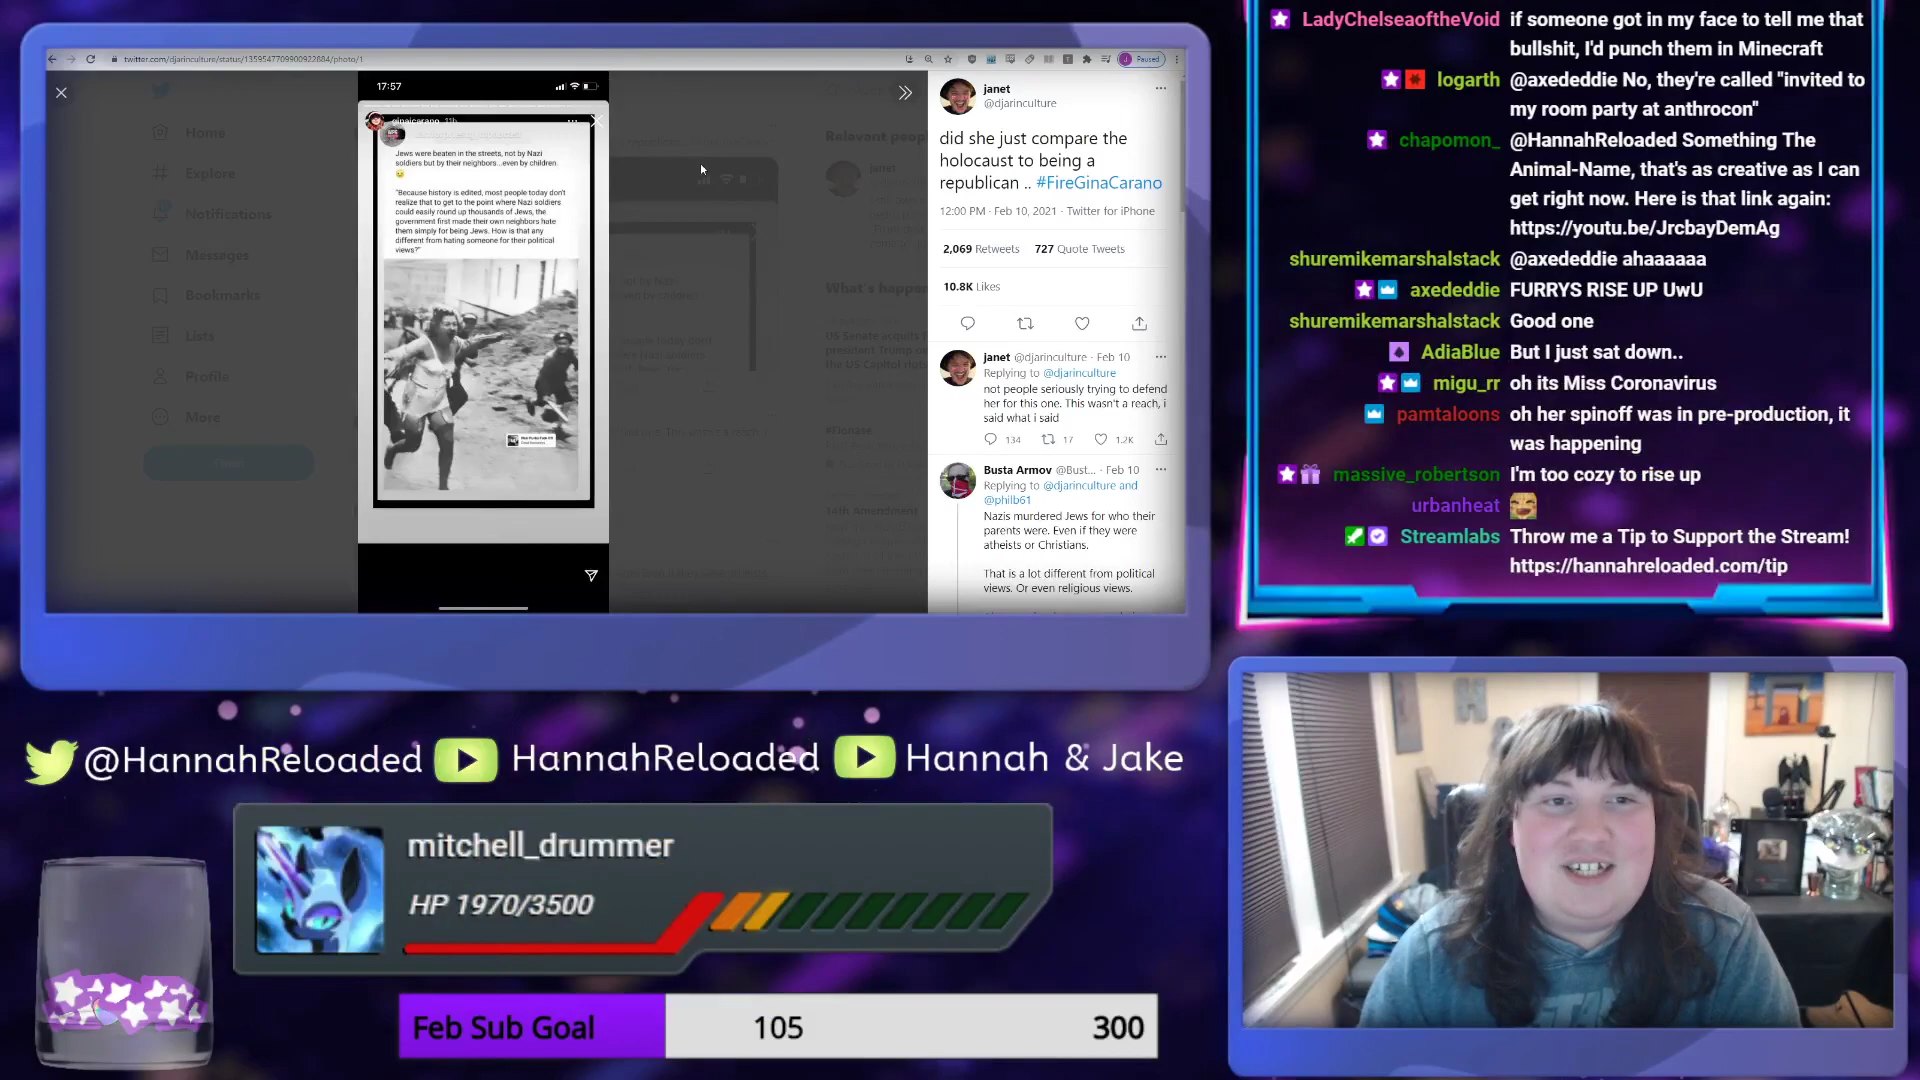 twitter.com/djarinculture/status/1359547709900922884/photo/1
Paused
17:57
ginajcarano 11h
Jews were beaten in the streets, not by Nazi
soldiers but by their neighbors...even by children.
"Because history is edited, most people today don't
realize that to get to the point where Nazi soldiers
could easily round up thousands of Jews, the
government first made their own neighbors hate
them simply for being Jews. How is that any
different from hating someone for their political
views?"
Home
Explore
Notifications
Messages
Bookmarks
Lists
Profile
More
janet
@djarinculture
did she just compare the
holocaust to being a
republican .. #FireGinaCarano
12:00 PM · Feb 10, 2021 · Twitter for iPhone
2,069 Retweets 727 Quote Tweets
10.8K Likes
janet @djarinculture · Feb 10
Replying to @djarinculture
not people seriously trying to defend
her for this one. This wasn't a reach, i
said what i said
134 17 1.2K
Busta Armov @Bust... · Feb 10
Replying to @djarinculture and
@philb61
Nazis murdered Jews for who their
parents were. Even if they were
atheists or Christians.
That is a lot different from political
views. Or even religious views.
LadyChelseaoftheVoid if someone got in my face to tell me that
bullshit, I'd punch them in Minecraft
logarth @axededdie No, they're called "invited to
my room party at anthrocon"
chapomon_ @HannahReloaded Something The
Animal-Name, that's as creative as I can
get right now. Here is that link again:
https://youtu.be/JrcbayDemAg
shuremikemarshalstack @axededdie ahaaaaaa
axededdie FURRYS RISE UP UwU
shuremikemarshalstack Good one
AdiaBlue But I just sat down..
migu_rr oh its Miss Coronavirus
pamtaloons oh her spinoff was in pre-production, it
was happening
massive_robertson I'm too cozy to rise up
urbanheat
Streamlabs Throw me a Tip to Support the Stream!
https://hannahreloaded.com/tip
@HannahReloaded HannahReloaded Hannah & Jake
mitchell_drummer
HP 1970/3500
Feb Sub Goal 105 300